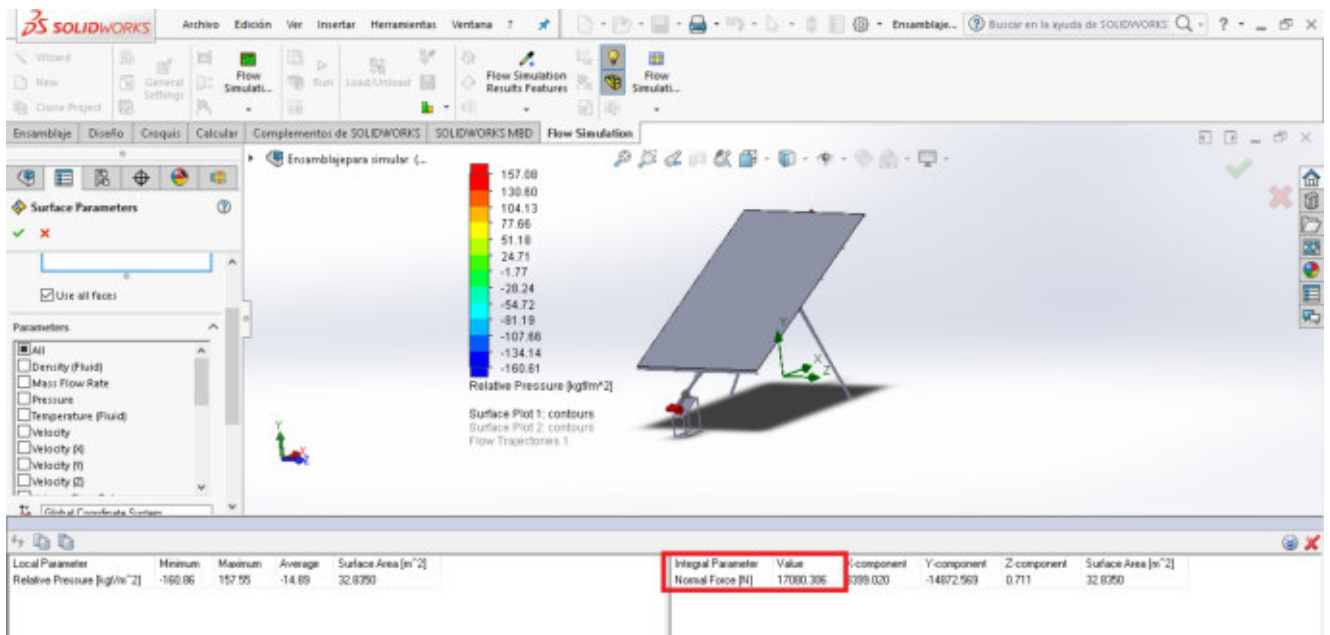 SOLIDWORKS Archivo Edición Ver Insertar Herramientas Ventana ? Ensamblaje... Buscar en la ayuda de SOLIDWORKS ?
Wizard
New
Clone Project
General Settings
Flow Simulati...
Run
Load/Unload
Flow Simulation Results Features
Flow Simulati...
Ensamblaje Diseño Croquis Calcular Complementos de SOLIDWORKS SOLIDWORKS MBD Flow Simulation
Ensamblajepara simular (...
Surface Parameters
Use all faces
Parameters
All
Density (Fluid)
Mass Flow Rate
Pressure
Temperature (Fluid)
Velocity
Velocity (X)
Velocity (Y)
Velocity (Z)
Global Coordinate System
157.08
130.60
104.13
77.66
51.18
24.71
-1.77
-28.24
-54.72
-81.19
-107.66
-134.14
-160.61
Relative Pressure [kgf/m^2]
Surface Plot 1: contours
Surface Plot 2: contours
Flow Trajectories 1
Y
X
Z
Y
X
Z
Local Parameter Minimum Maximum Average Surface Area [m^2]
Relative Pressure [kgf/m^2] -160.86 157.55 -14.89 32.8350
Integral Parameter Value X-component Y-component Z-component Surface Area [m^2]
Normal Force [N] 17080.306 8399.020 -14872.569 0.711 32.8350